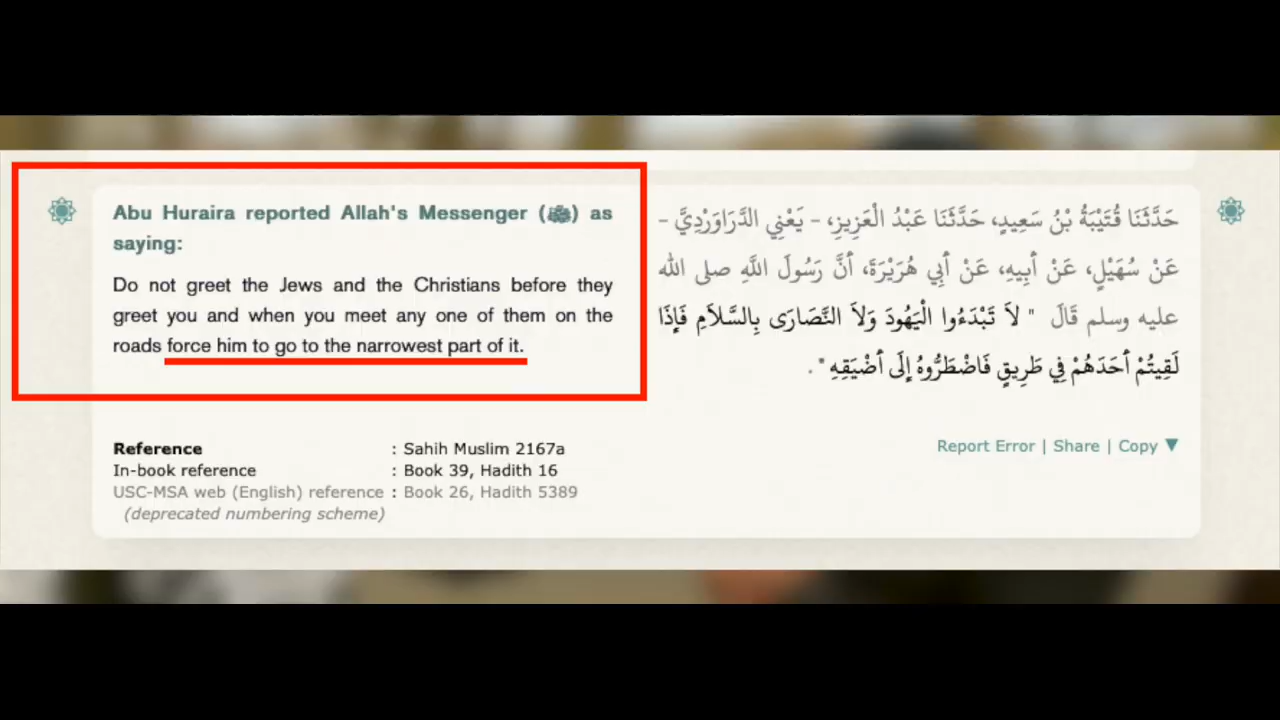 Abu Huraira reported Allah's Messenger (ﷺ) as
saying:
Do not greet the Jews and the Christians before they
greet you and when you meet any one of them on the
roads force him to go to the narrowest part of it.
حَدَّثَنَا قُتَيْبَةُ بْنُ سَعِيدٍ، حَدَّثَنَا عَبْدُ الْعَزِيزِ، - يَعْنِي الدَّرَاوَرْدِيَّ -
عَنْ سُهَيْلٍ، عَنْ أَبِيهِ، عَنْ أَبِي هُرَيْرَةَ، أَنَّ رَسُولَ اللَّهِ صلى الله
عليه وسلم قَالَ ‏"‏ لاَ تَبْدَءُوا الْيَهُودَ وَلاَ النَّصَارَى بِالسَّلاَمِ فَإِذَا
لَقِيتُمْ أَحَدَهُمْ فِي طَرِيقٍ فَاضْطَرُّوهُ إِلَى أَضْيَقِهِ ‏"‏ ‏.‏
Reference : Sahih Muslim 2167a
In-book reference : Book 39, Hadith 16
USC-MSA web (English) reference : Book 26, Hadith 5389
(deprecated numbering scheme)
Report Error | Share | Copy ▼